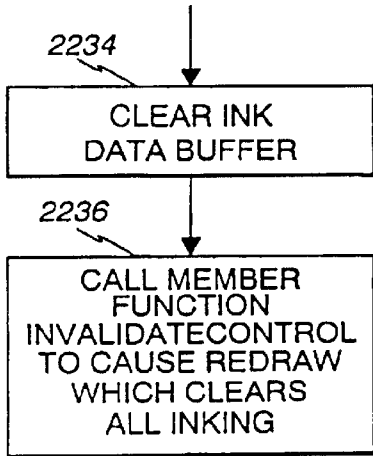 2234
CLEAR INK
DATA BUFFER
2236
CALL MEMBER
FUNCTION
INVALIDATECONTROL
TO CAUSE REDRAW
WHICH CLEARS
ALL INKING